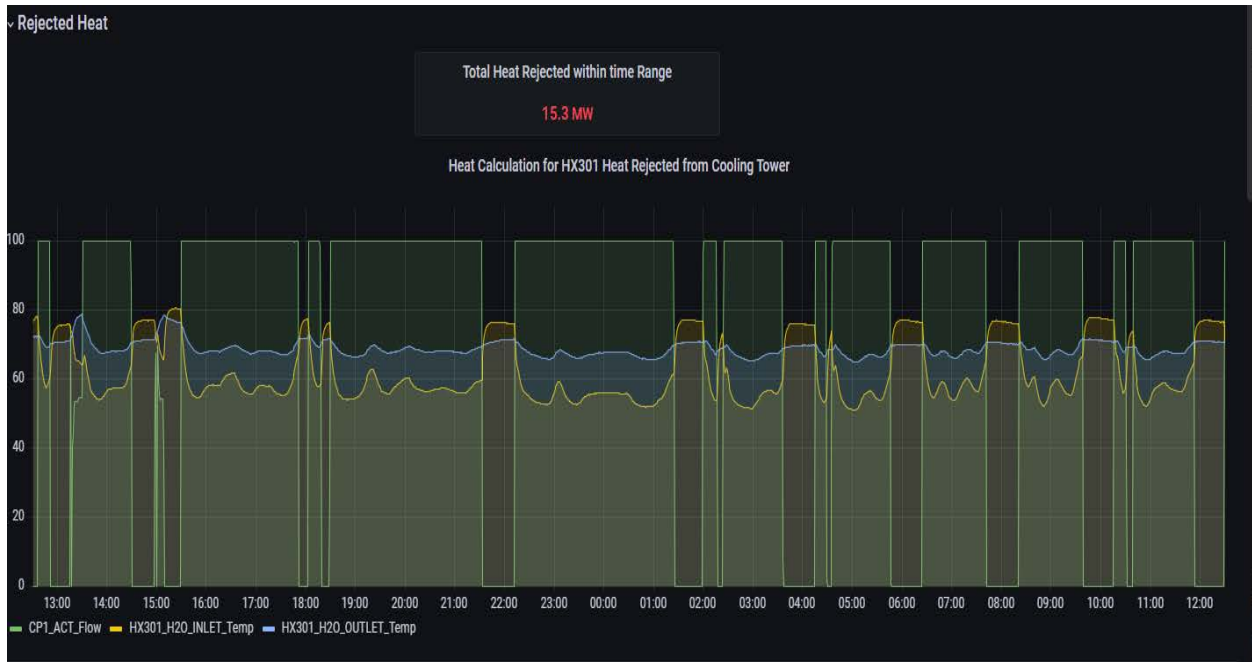 Rejected Heat
Total Heat Rejected within time Range
15.3 MW
Heat Calculation for HX301 Heat Rejected from Cooling Tower
100
80
60
40
20
0
13:00 14:00 15:00 16:00 17:00 18:00 19:00 20:00 21:00 22:00 23:00 00:00 01:00 02:00 03:00 04:00 05:00 06:00 07:00 08:00 09:00 10:00 11:00 12:00
CP1_ACT_Flow HX301_H2O_INLET_Temp HX301_H2O_OUTLET_Temp